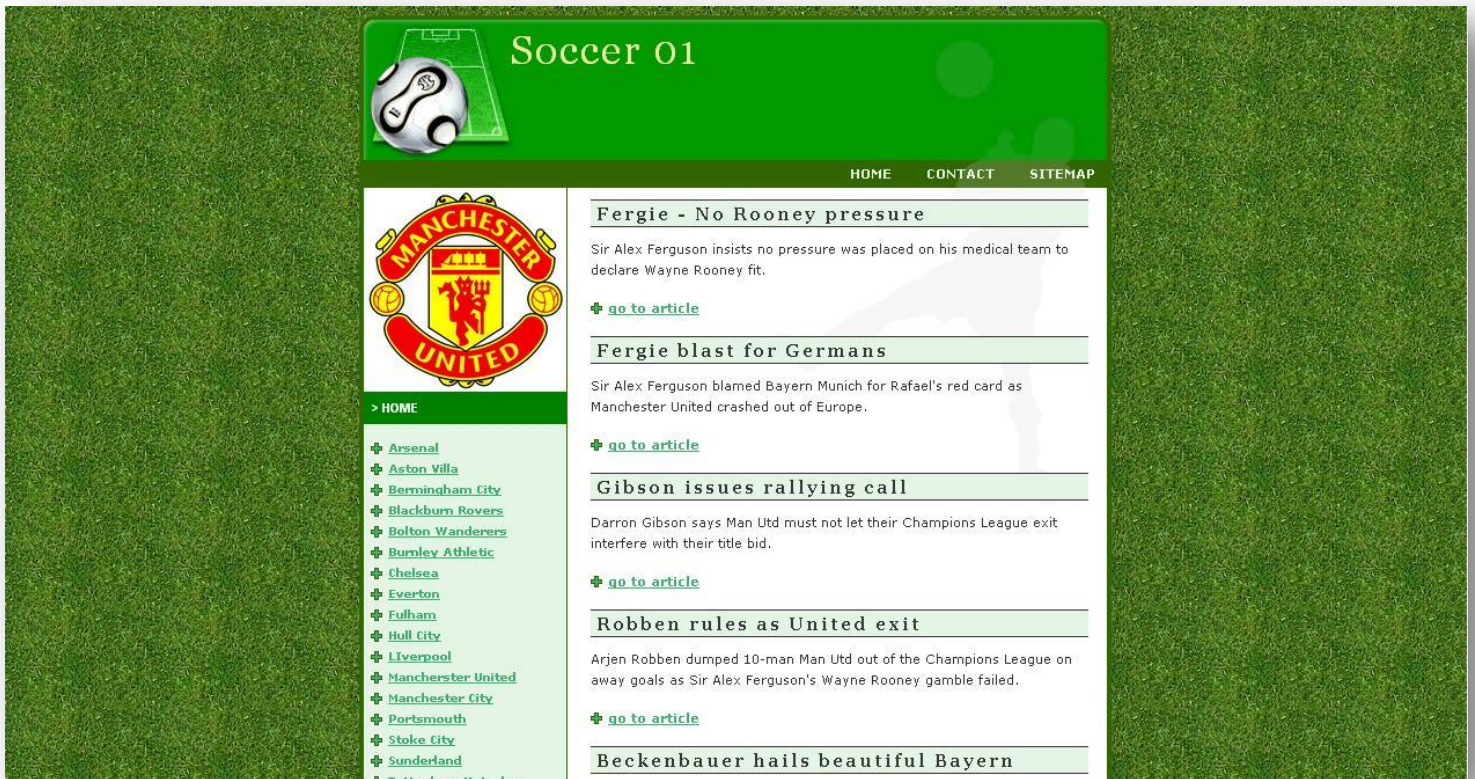 Soccer 01
HOME CONTACT SITEMAP
MANCHESTER
UNITED
> HOME
Arsenal
Aston Villa
Bermingham City
Blackburn Rovers
Bolton Wanderers
Burnley Athletic
Chelsea
Everton
Fulham
Hull City
LIverpool
Mancherster United
Manchester City
Portsmouth
Stoke City
Sunderland
Fergie - No Rooney pressure
Sir Alex Ferguson insists no pressure was placed on his medical team to
declare Wayne Rooney fit.
go to article
Fergie blast for Germans
Sir Alex Ferguson blamed Bayern Munich for Rafael's red card as
Manchester United crashed out of Europe.
go to article
Gibson issues rallying call
Darron Gibson says Man Utd must not let their Champions League exit
interfere with their title bid.
go to article
Robben rules as United exit
Arjen Robben dumped 10-man Man Utd out of the Champions League on
away goals as Sir Alex Ferguson's Wayne Rooney gamble failed.
go to article
Beckenbauer hails beautiful Bayern